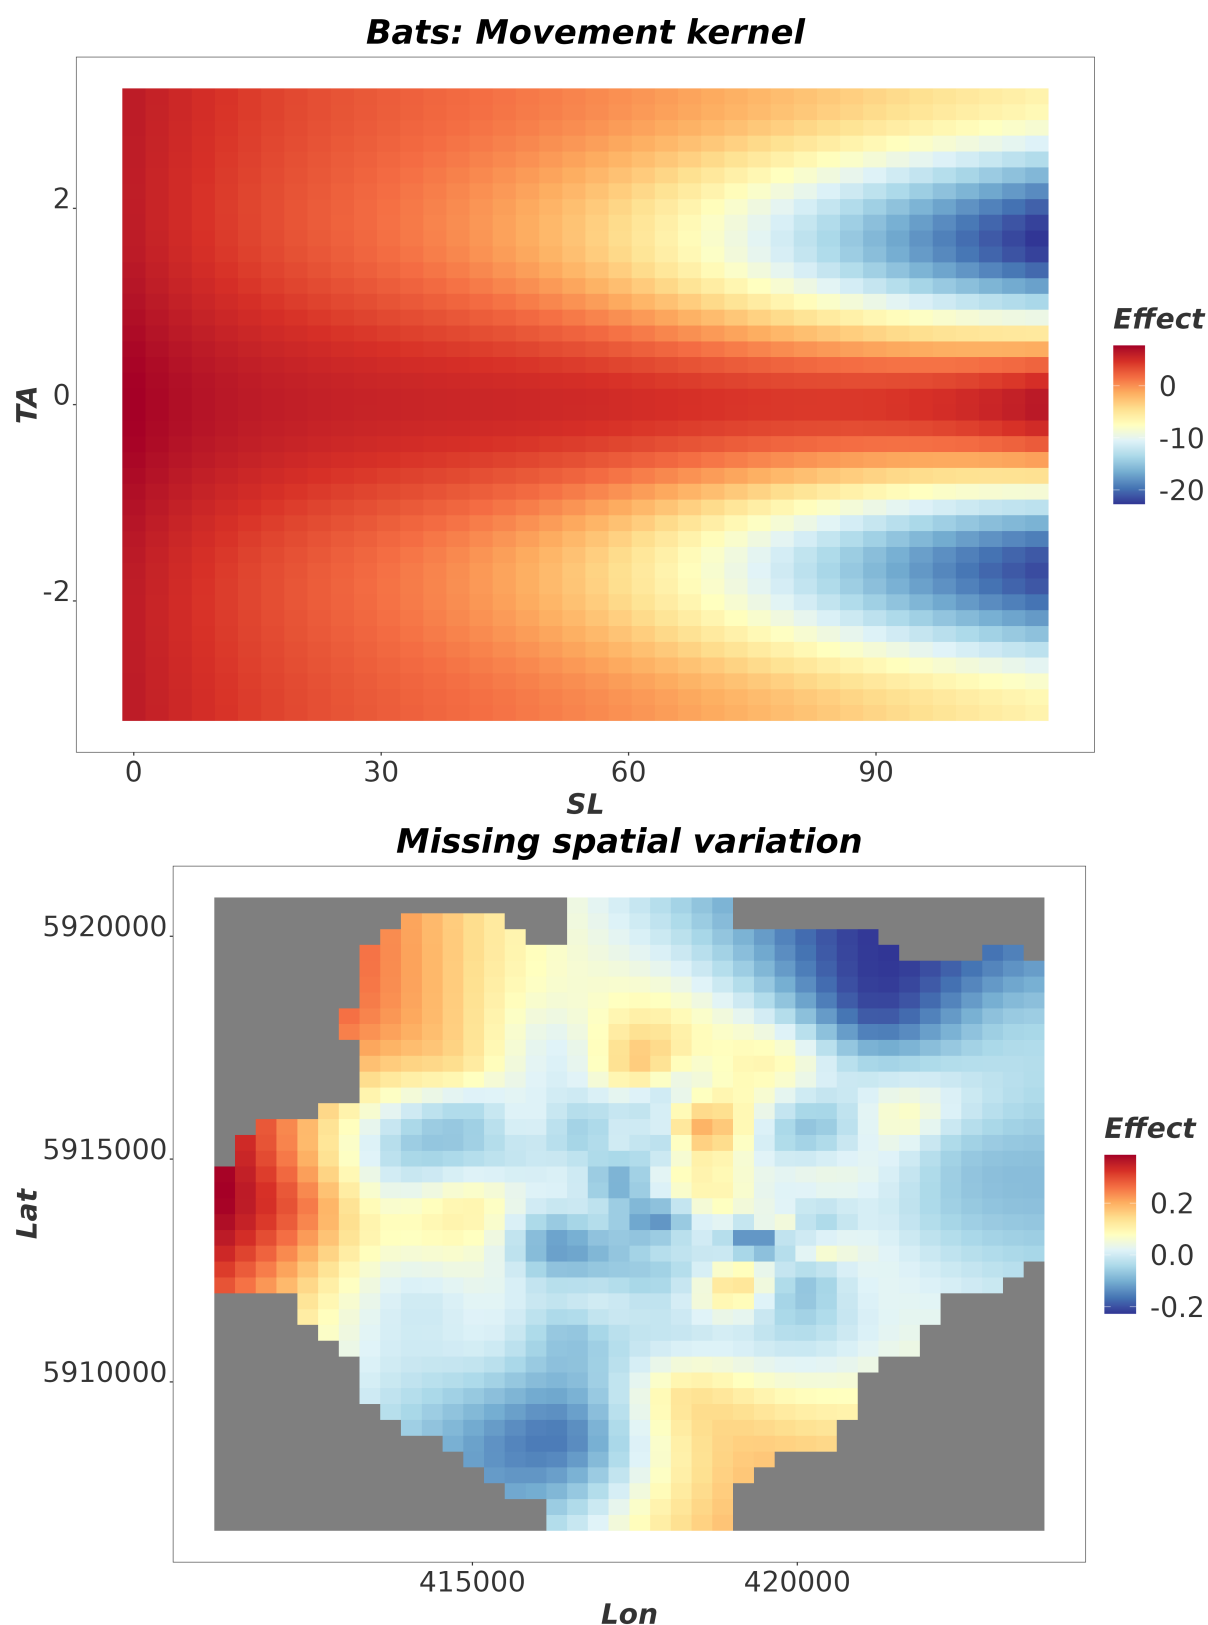 Bats: Movement kernel
2
0
-2
TA
0 30 60 90
SL
Effect
0
-10
-20
Missing spatial variation
5920000
5915000
5910000
Lat
415000 420000
Lon
Effect
0.2
0.0
-0.2